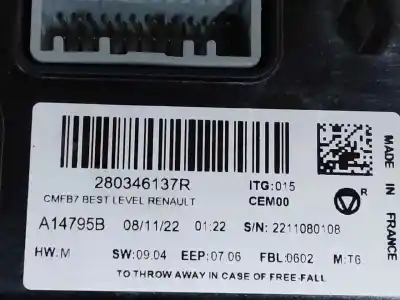 280346137R
ITG:015
CMFB7 BEST LEVEL RENAULT
CEM00
R
A14795B 08/11/22 01:22 S/N: 2211080108
HW:M SW:09.04 EEP:07.06 FBL:0602 M:T6
TO THROW AWAY IN CASE OF FREE-FALL
MADE IN FRANCE